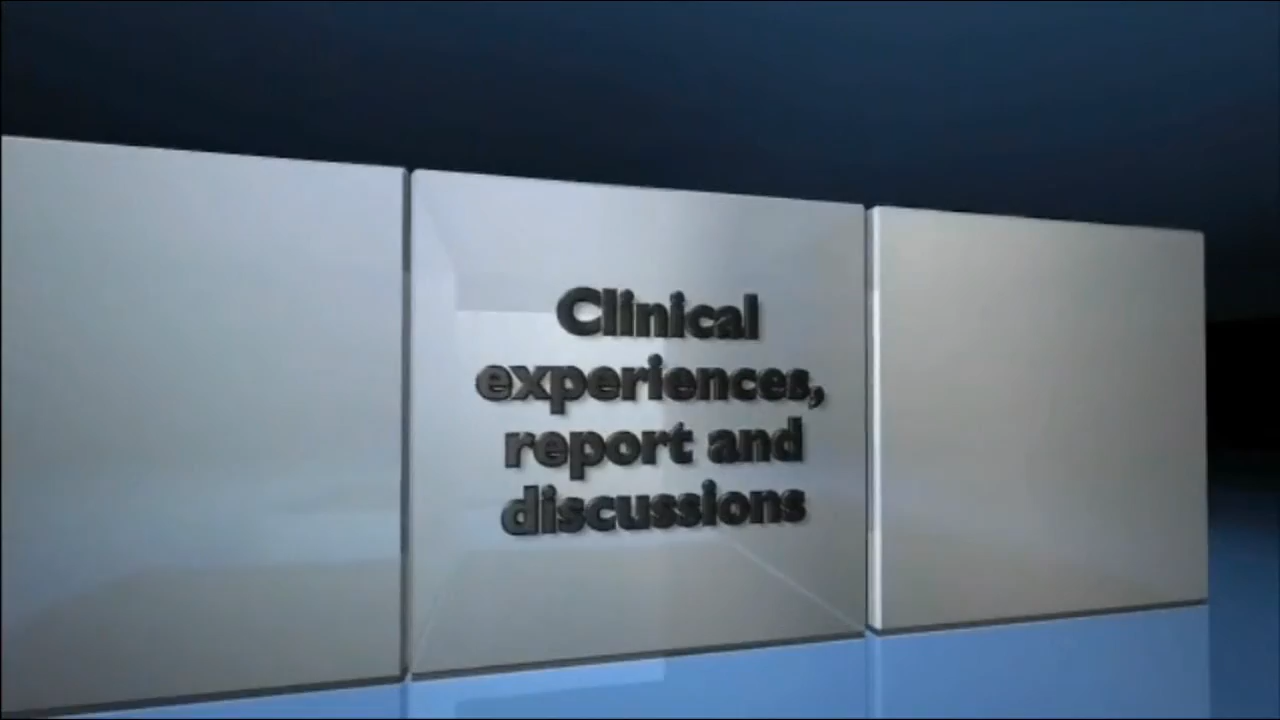 Clinical
experiences,
report and
discussions